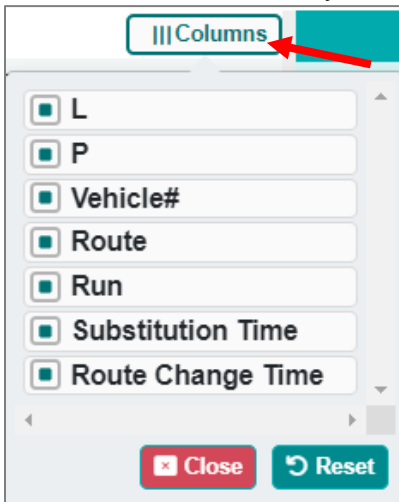 Columns
L
P
Vehicle#
Route
Run
Substitution Time
Route Change Time
Close Reset